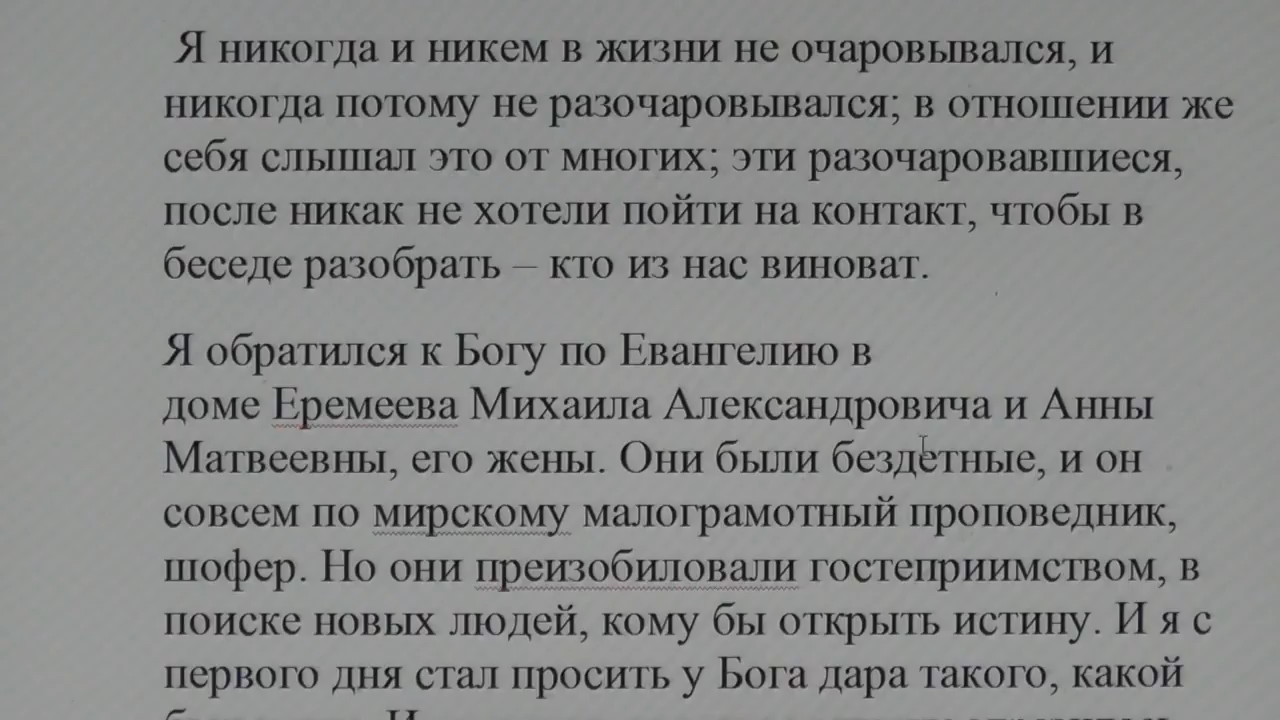 Я никогда и никем в жизни не очаровывался, и
никогда потому не разочаровывался; в отношении же
себя слышал это от многих; эти разочаровавшиеся,
после никак не хотели пойти на контакт, чтобы в
беседе разобрать – кто из нас виноват.
Я обратился к Богу по Евангелию в
доме Еремеева Михаила Александровича и Анны
Матвеевны, его жены. Они были бездетные, и он
совсем по мирскому малограмотный проповедник,
шофер. Но они преизобиловали гостеприимством, в
поиске новых людей, кому бы открыть истину. И я с
первого дня стал просить у Бога дара такого, какой